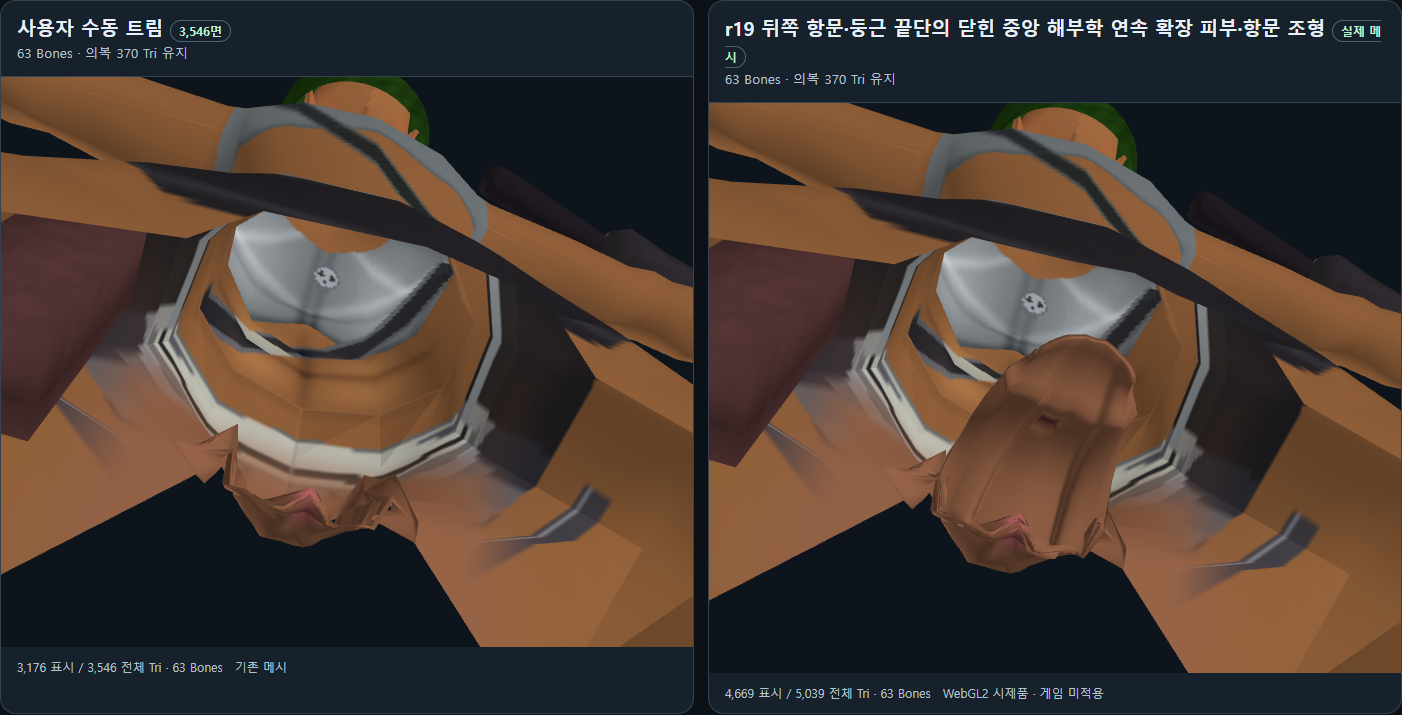 사용자 수동 트림 3,546면
63 Bones · 의복 370 Tri 유지
3,176 표시 / 3,546 전체 Tri · 63 Bones 기존 메시
r19 뒤쪽 항문·둥근 끝단의 닫힌 중앙 해부학 연속 확장 피부·항문 조형 실제 메
시
63 Bones · 의복 370 Tri 유지
4,669 표시 / 5,039 전체 Tri · 63 Bones WebGL2 시제품 · 게임 미적용